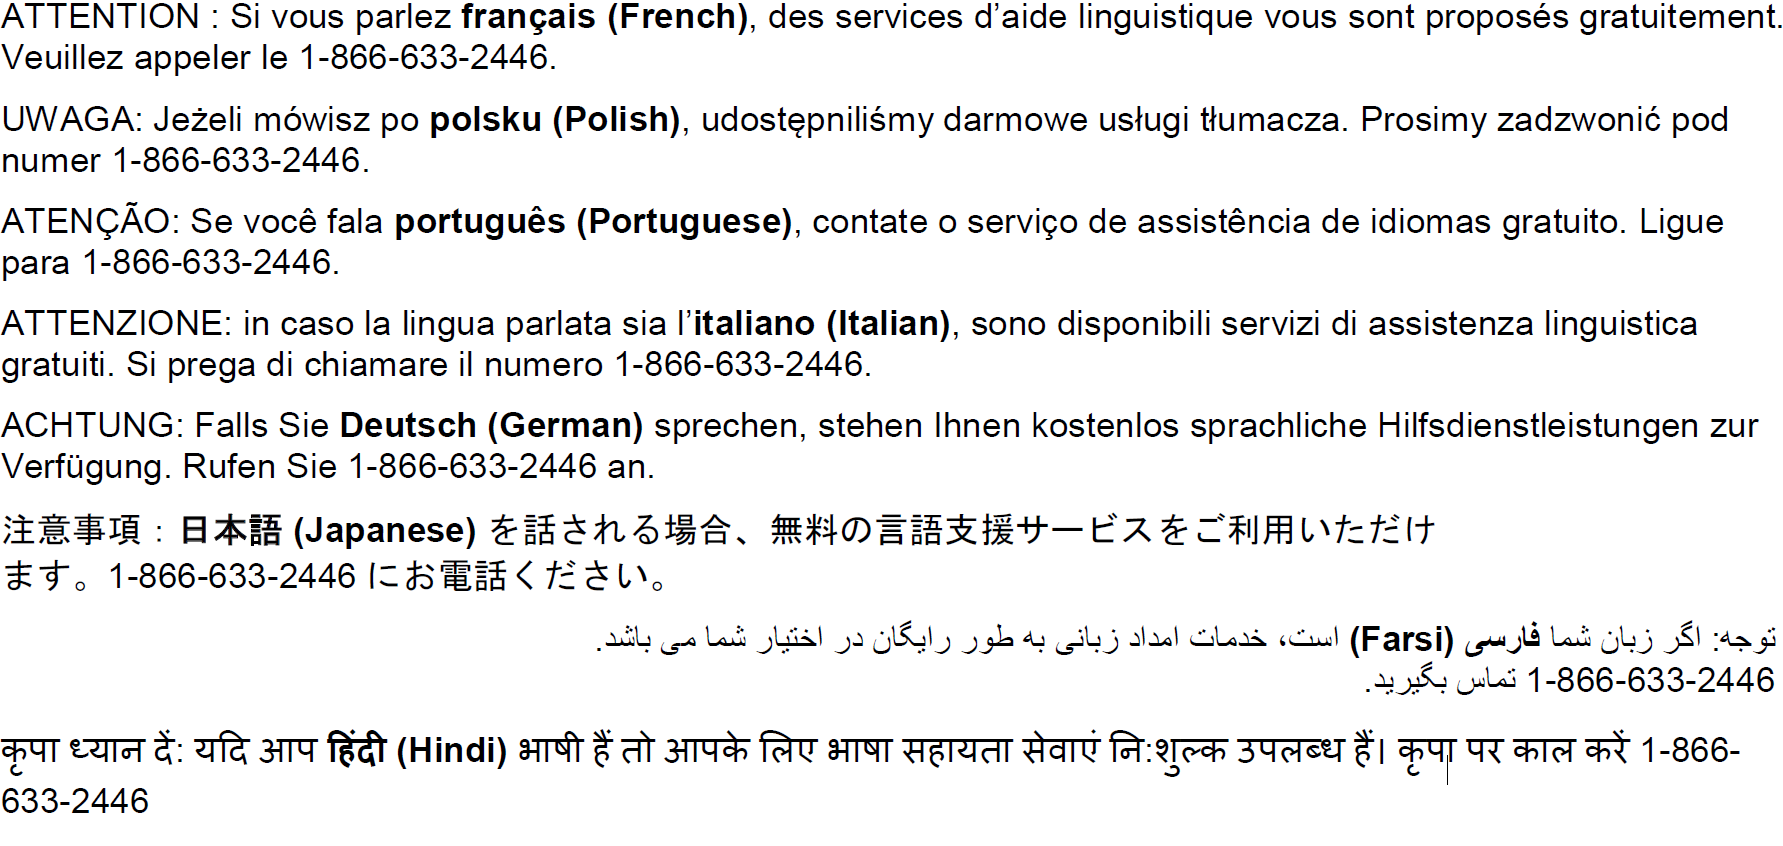 ATTENTION : Si vous parlez français (French), des services d’aide linguistique vous sont proposés gratuitement.
Veuillez appeler le 1-866-633-2446.
UWAGA: Jeżeli mówisz po polsku (Polish), udostępniliśmy darmowe usługi tłumacza. Prosimy zadzwonić pod
numer 1-866-633-2446.
ATENÇÃO: Se você fala português (Portuguese), contate o serviço de assistência de idiomas gratuito. Ligue
para 1-866-633-2446.
ATTENZIONE: in caso la lingua parlata sia l’italiano (Italian), sono disponibili servizi di assistenza linguistica
gratuiti. Si prega di chiamare il numero 1-866-633-2446.
ACHTUNG: Falls Sie Deutsch (German) sprechen, stehen Ihnen kostenlos sprachliche Hilfsdienstleistungen zur
Verfügung. Rufen Sie 1-866-633-2446 an.
注意事項：日本語 (Japanese) を話される場合、無料の言語支援サービスをご利用いただけ
ます。1-866-633-2446 にお電話ください。
توجه: اگر زبان شما فارسی (Farsi) است، خدمات امداد زبانی به طور رایگان در اختیار شما می باشد.
1-866-633-2446 تماس بگیرید.
कृपा ध्यान दें: यदि आप हिंदी (Hindi) भाषी हैं तो आपके लिए भाषा सहायता सेवाएं नि:शुल्क उपलब्ध हैं। कृपा पर काल करें 1-866-
633-2446